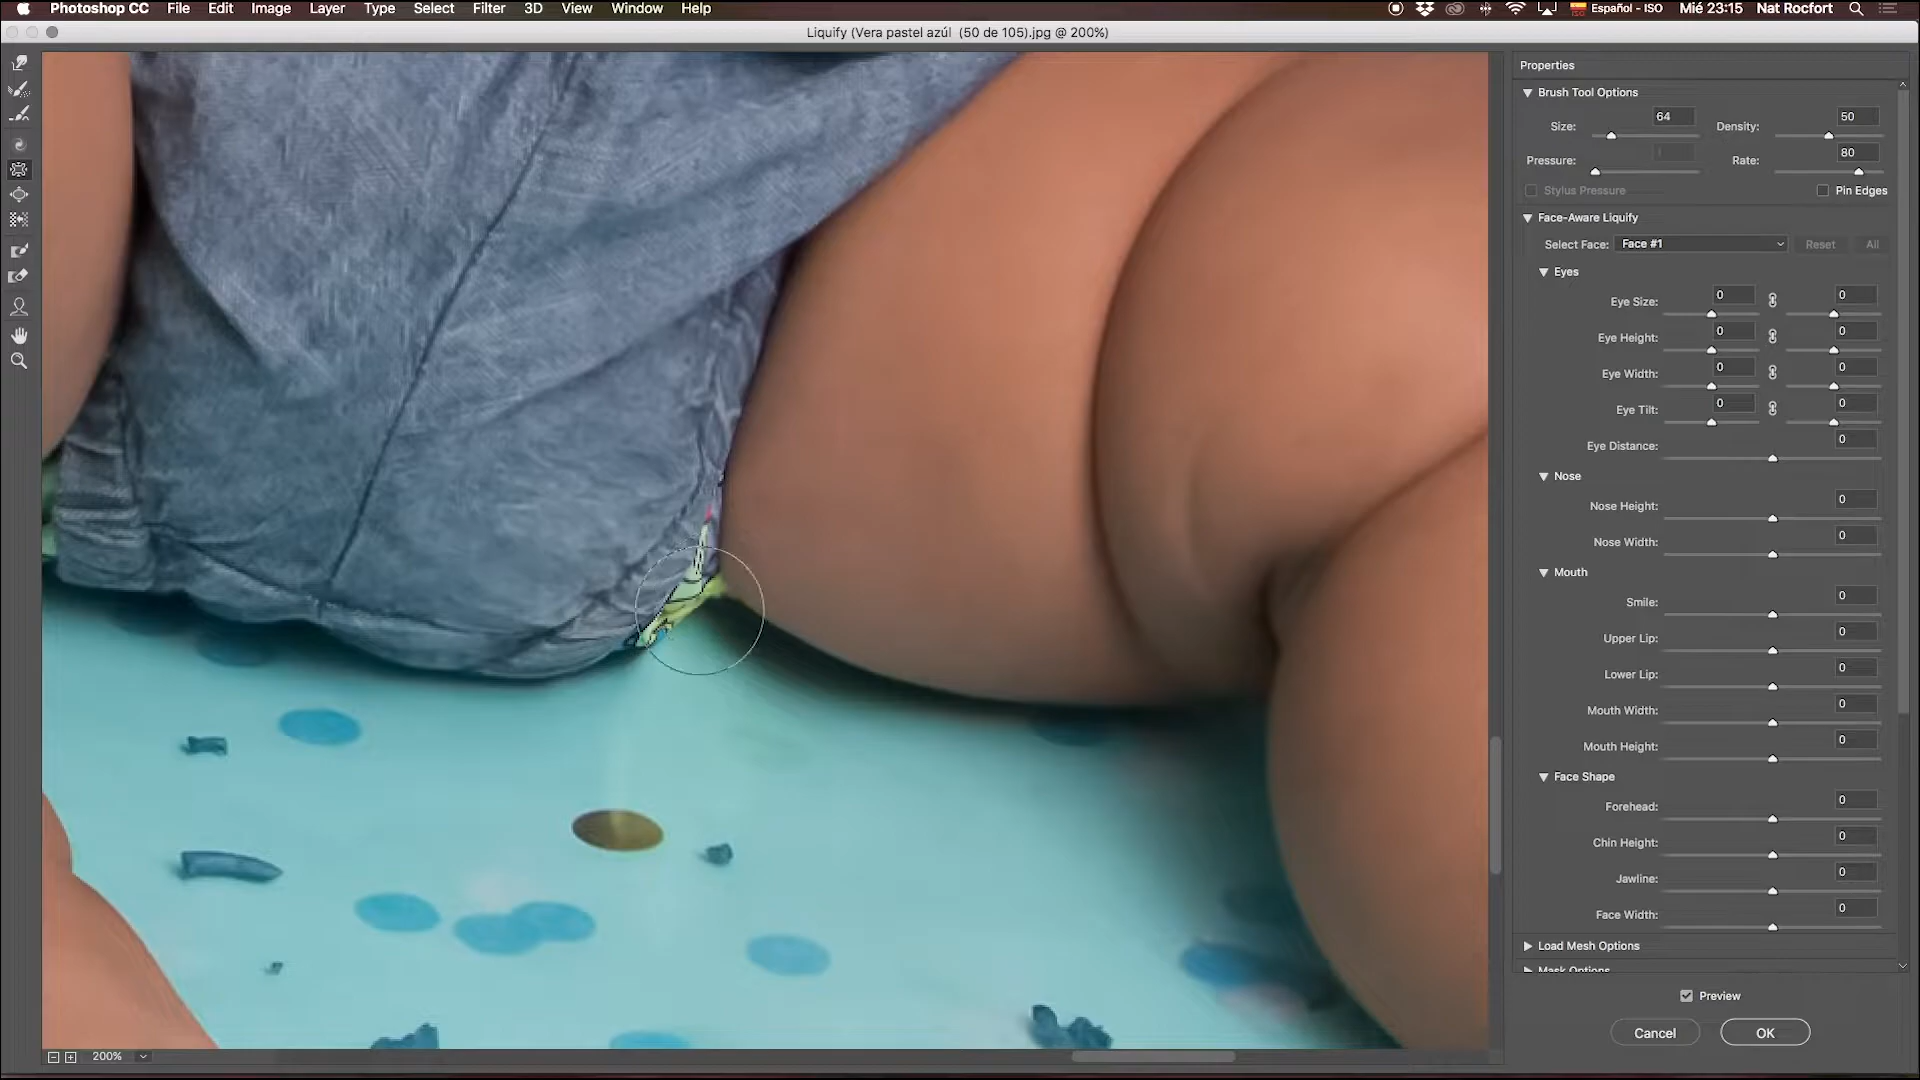 Photoshop CC File Edit Image Layer Type Select Filter 3D View Window Help Español - ISO Mié 23:15 Nat Rocfort
Liquify (Vera pastel azúl (50 de 105).jpg @ 200%)
Properties
Brush Tool Options
Size: 64 Density: 50
Pressure: Rate: 80
Stylus Pressure Pin Edges
Face-Aware Liquify
Select Face: Face #1 Reset All
Eyes
Eye Size: 0 0
Eye Height: 0 0
Eye Width: 0 0
Eye Tilt: 0 0
Eye Distance: 0
Nose
Nose Height: 0
Nose Width: 0
Mouth
Smile: 0
Upper Lip: 0
Lower Lip: 0
Mouth Width: 0
Mouth Height: 0
Face Shape
Forehead: 0
Chin Height: 0
Jawline: 0
Face Width: 0
Load Mesh Options
Mask Options
Preview
Cancel OK
200%